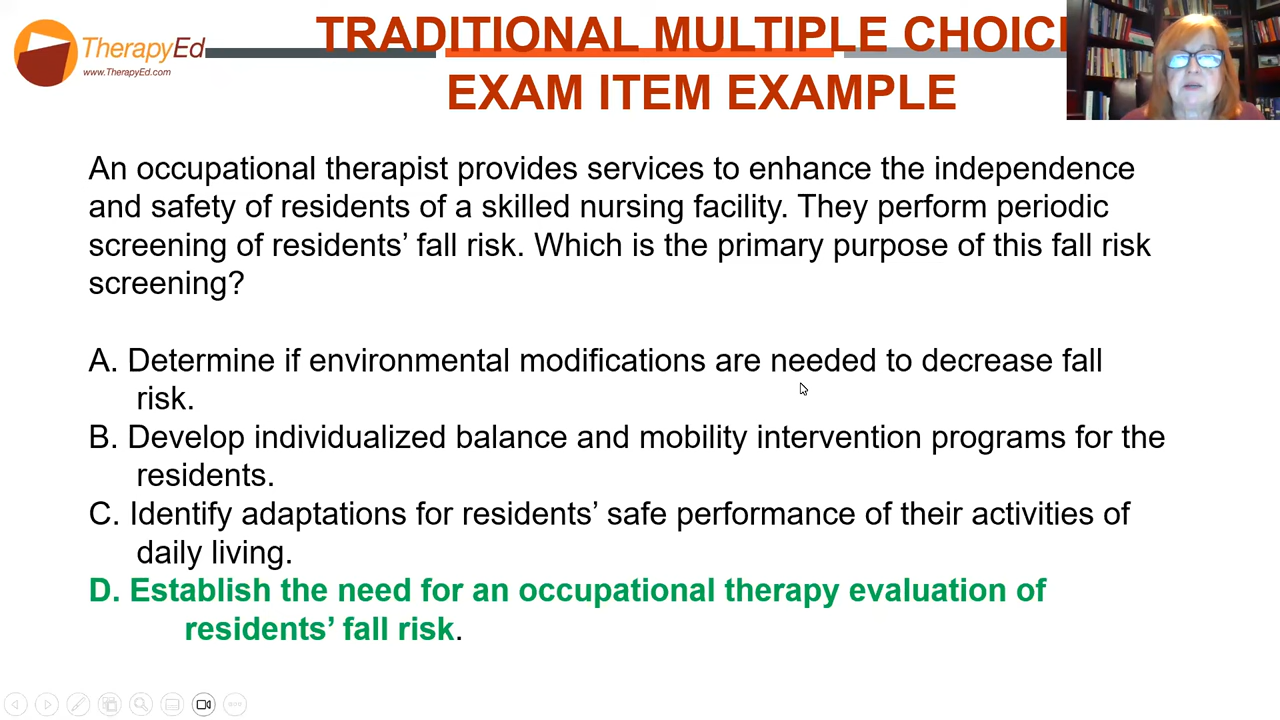 TherapyEd
www.TherapyEd.com
TRADITIONAL MULTIPLE CHOIC
EXAM ITEM EXAMPLE
An occupational therapist provides services to enhance the independence
and safety of residents of a skilled nursing facility. They perform periodic
screening of residents’ fall risk. Which is the primary purpose of this fall risk
screening?
A. Determine if environmental modifications are needed to decrease fall
risk.
B. Develop individualized balance and mobility intervention programs for the
residents.
C. Identify adaptations for residents’ safe performance of their activities of
daily living.
D. Establish the need for an occupational therapy evaluation of
residents’ fall risk.